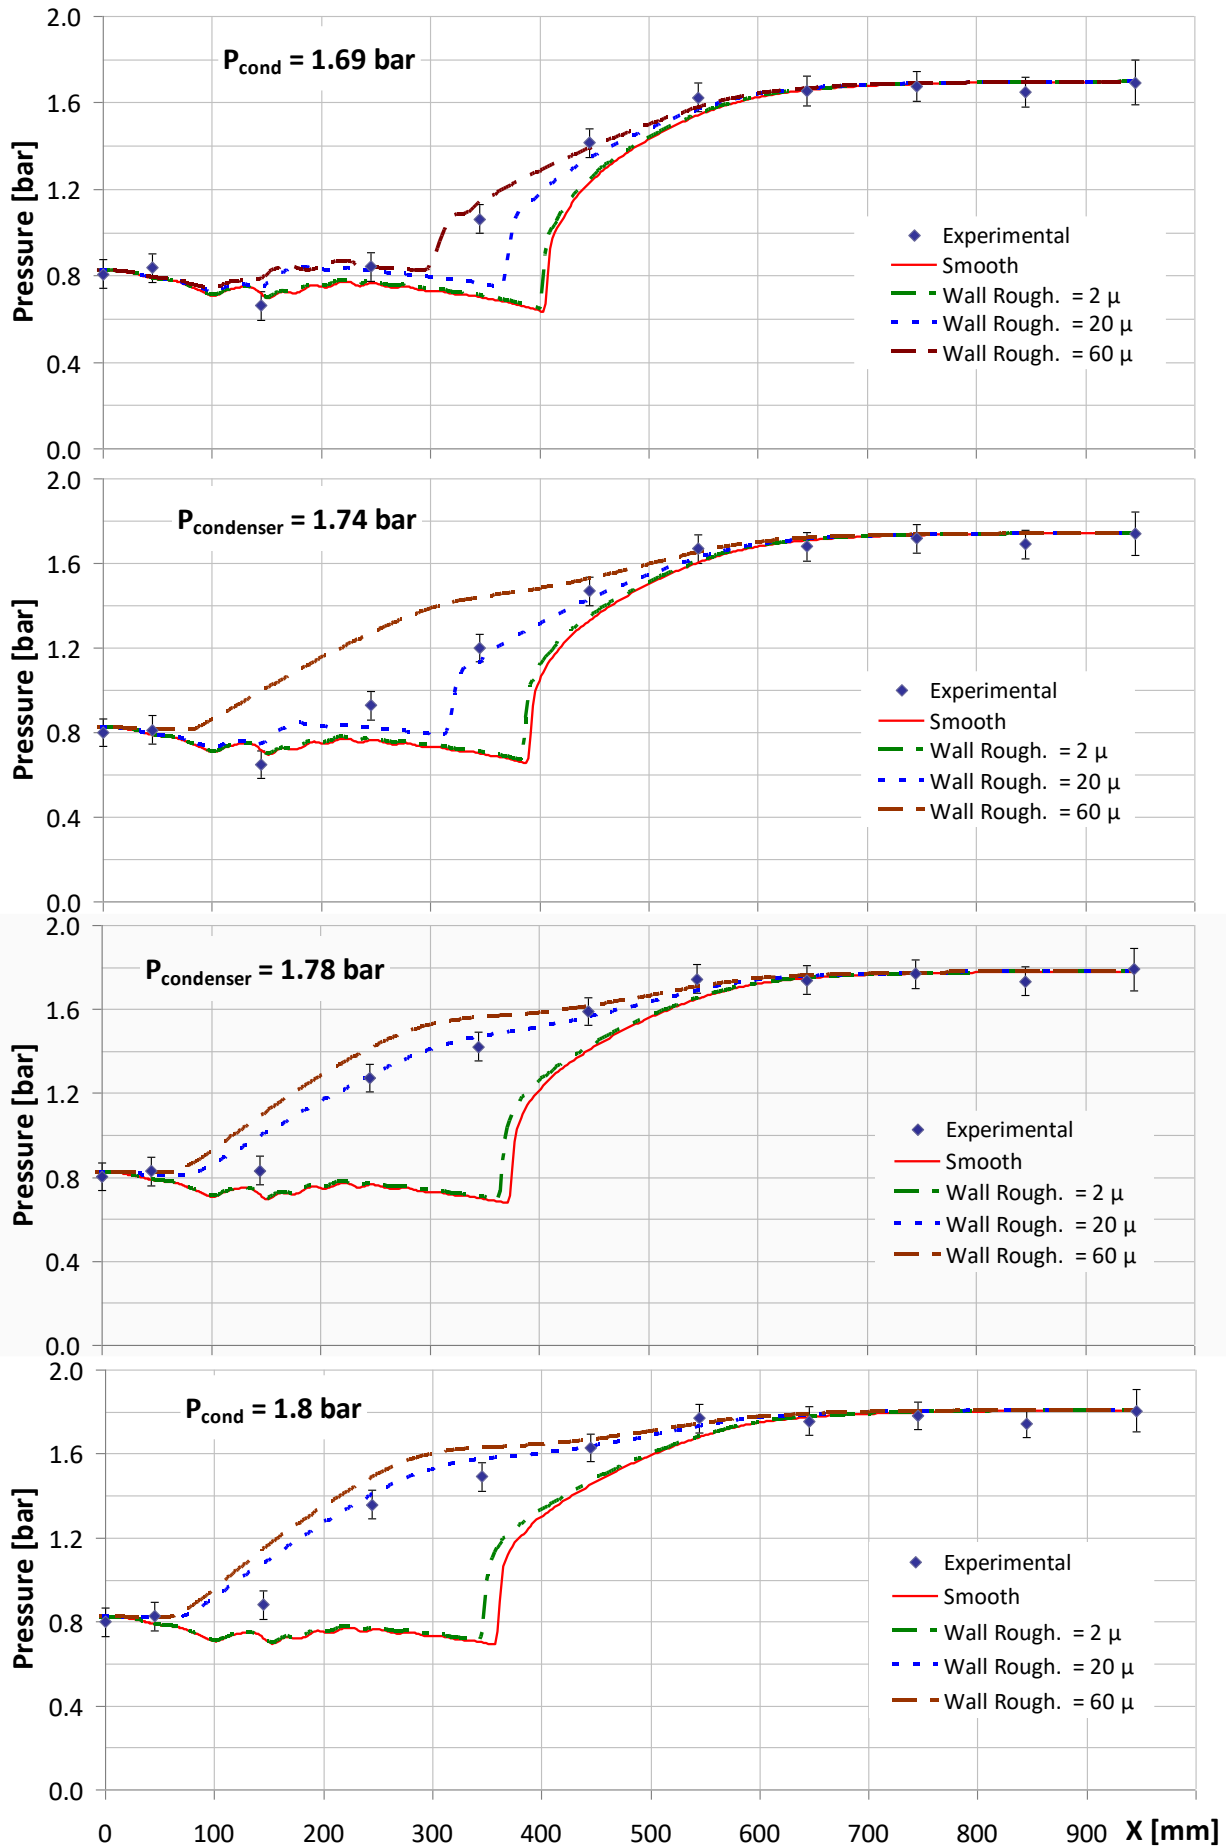 2.0
P_cond = 1.69 bar
1.6
1.2
0.8
0.4
0.0
Pressure [bar]
Experimental
Smooth
Wall Rough. = 2 µ
Wall Rough. = 20 µ
Wall Rough. = 60 µ
2.0
P_condenser = 1.74 bar
1.6
1.2
0.8
0.4
0.0
Pressure [bar]
Experimental
Smooth
Wall Rough. = 2 µ
Wall Rough. = 20 µ
Wall Rough. = 60 µ
2.0
P_condenser = 1.78 bar
1.6
1.2
0.8
0.4
0.0
Pressure [bar]
Experimental
Smooth
Wall Rough. = 2 µ
Wall Rough. = 20 µ
Wall Rough. = 60 µ
2.0
P_cond = 1.8 bar
1.6
1.2
0.8
0.4
0.0
Pressure [bar]
Experimental
Smooth
Wall Rough. = 2 µ
Wall Rough. = 20 µ
Wall Rough. = 60 µ
0 100 200 300 400 500 600 700 800 900 X [mm]